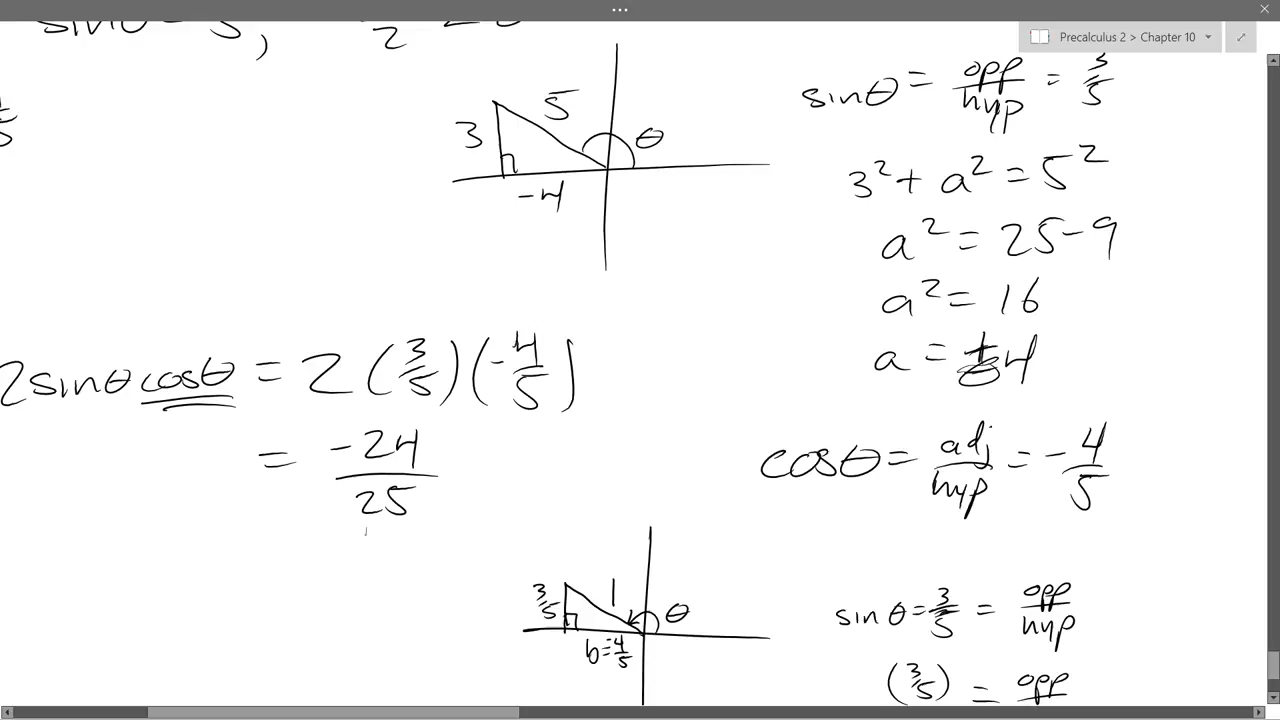 Precalculus 2 > Chapter 10
sinθ = opp/hyp = 3/5
5
θ
3
-4
3² + a² = 5²
a² = 25-9
a² = 16
a = 4
2sinθcosθ = 2(3/5)(-4/5)
= -24/25
cosθ = adj/hyp = -4/5
3/5
1
θ
b=-4/5
sinθ = 3/5 = opp/hyp
(3/5) = opp